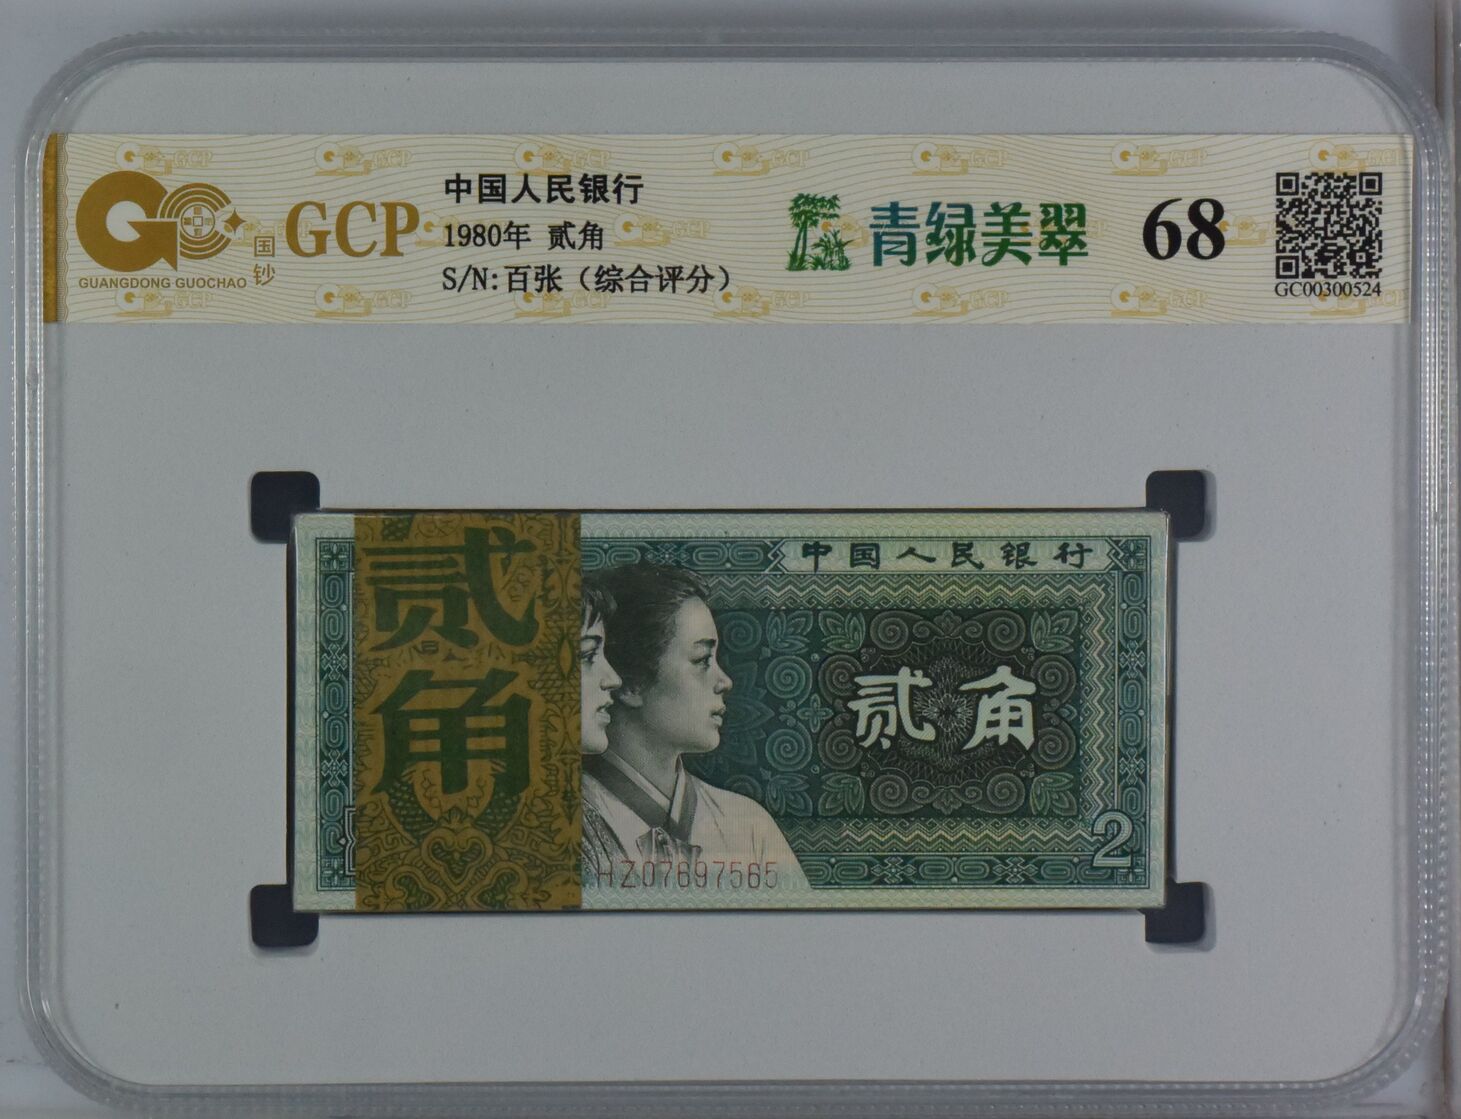 GCP
国钞
GUANGDONG GUOCHAO
中国人民银行
1980年 贰角
S/N:百张（综合评分）
青绿美翠
68
GC00300524
贰角
中国人民银行
贰角
2
HZ07697565